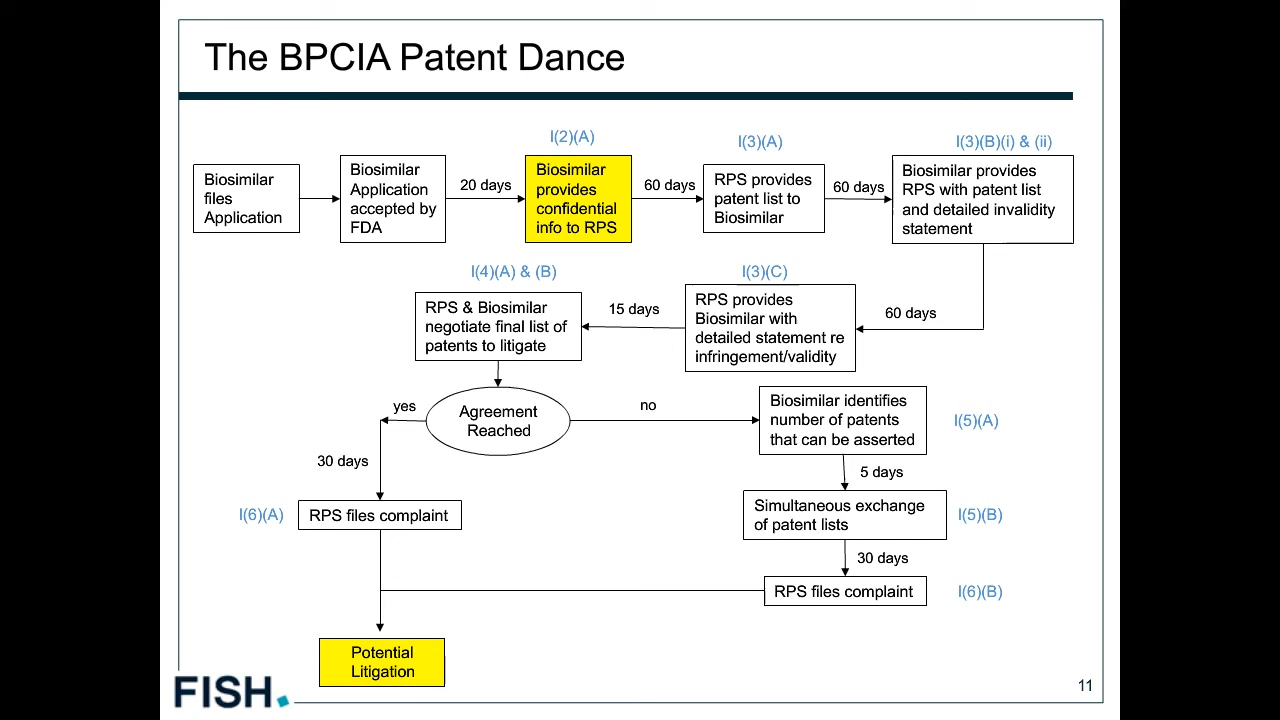 The BPCIA Patent Dance
l(2)(A)
l(3)(A)
l(3)(B)(i) & (ii)
Biosimilar
files
Application
Biosimilar
Application
accepted by
FDA
20 days
Biosimilar
provides
confidential
info to RPS
60 days
RPS provides
patent list to
Biosimilar
60 days
Biosimilar provides
RPS with patent list
and detailed invalidity
statement
60 days
l(3)(C)
RPS provides
Biosimilar with
detailed statement re
infringement/validity
15 days
l(4)(A) & (B)
RPS & Biosimilar
negotiate final list of
patents to litigate
Agreement
Reached
yes
no
30 days
l(6)(A)
RPS files complaint
Biosimilar identifies
number of patents
that can be asserted
l(5)(A)
5 days
Simultaneous exchange
of patent lists
l(5)(B)
30 days
RPS files complaint
l(6)(B)
Potential
Litigation
FISH.
11